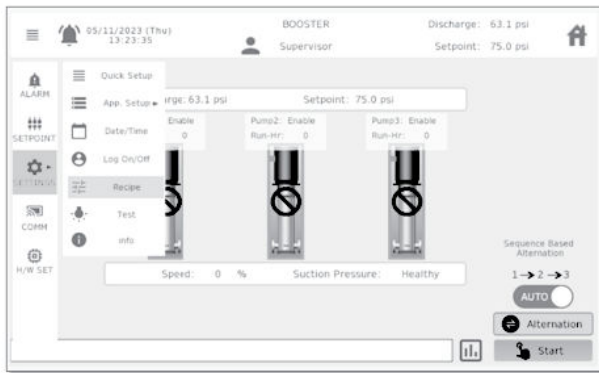 05/11/2023 (Thu)
13:23:35
BOOSTER
Supervisor
Discharge: 63.1 psi
Setpoint: 75.0 psi
ALARM
SETPOINT
SETTINGS
COMM
H/W SET
Quick Setup
App. Setup
Date/Time
Log On/Off
Recipe
Test
Info
rge: 63.1 psi Setpoint: 75.0 psi
Enable
0
Pump2: Enable
Run-Hr: 0
Pump3: Enable
Run-Hr: 0
Speed: 0 % Suction Pressure: Healthy
Sequence Based
Alternation
1 → 2 → 3
AUTO
Alternation
Start